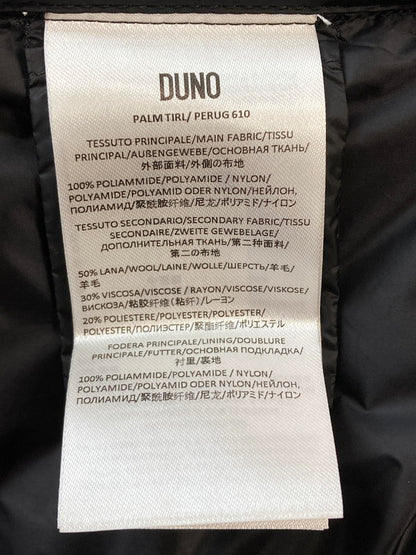 DUNO
PALM TIRL/ PERUG 610
TESSUTO PRINCIPALE/MAIN FABRIC/TISSU
PRINCIPAL/AUßENGEWEBE/ОСНОВНАЯ ТКАНЬ/
外部面料/外側の布地
100% POLIAMMIDE/POLYAMIDE / NYLON/
POLYAMIDE/POLYAMID ODER NYLON/НЕЙЛОН,
ПОЛИАМИД/聚酰胺纤维/尼龙/ポリアミド/ナイロン
TESSUTO SECONDARIO/SECONDARY FABRIC/TISSU
SECONDAIRE/ZWEITE GEWEBELAGE/
ДОПОЛНИТЕЛЬНАЯ ТКАНЬ/第二种面料/
第二の布地
50% LANA/WOOL/LAINE/WOLLE/ШЕРСТЬ/羊毛/
羊毛
30% VISCOSA/VISCOSE / RAYON/VISCOSE/VISKOSE/
ВИСКОЗА/粘胶纤维(粘纤)/レーヨン
20% POLIESTERE/POLYESTER/POLYESTER/
POLYESTER/ПОЛИЭСТЕР/聚酯纤维/ポリエステル
FODERA PRINCIPALE/LINING/DOUBLURE
PRINCIPALE/FUTTER/ОСНОВНАЯ ПОДКЛАДКА/
衬里/裏地
100% POLIAMMIDE/POLYAMIDE / NYLON/
POLYAMIDE/POLYAMID ODER NYLON/НЕЙЛОН,
ПОЛИАМИД/聚酰胺纤维/尼龙/ポリアミド/ナイロン